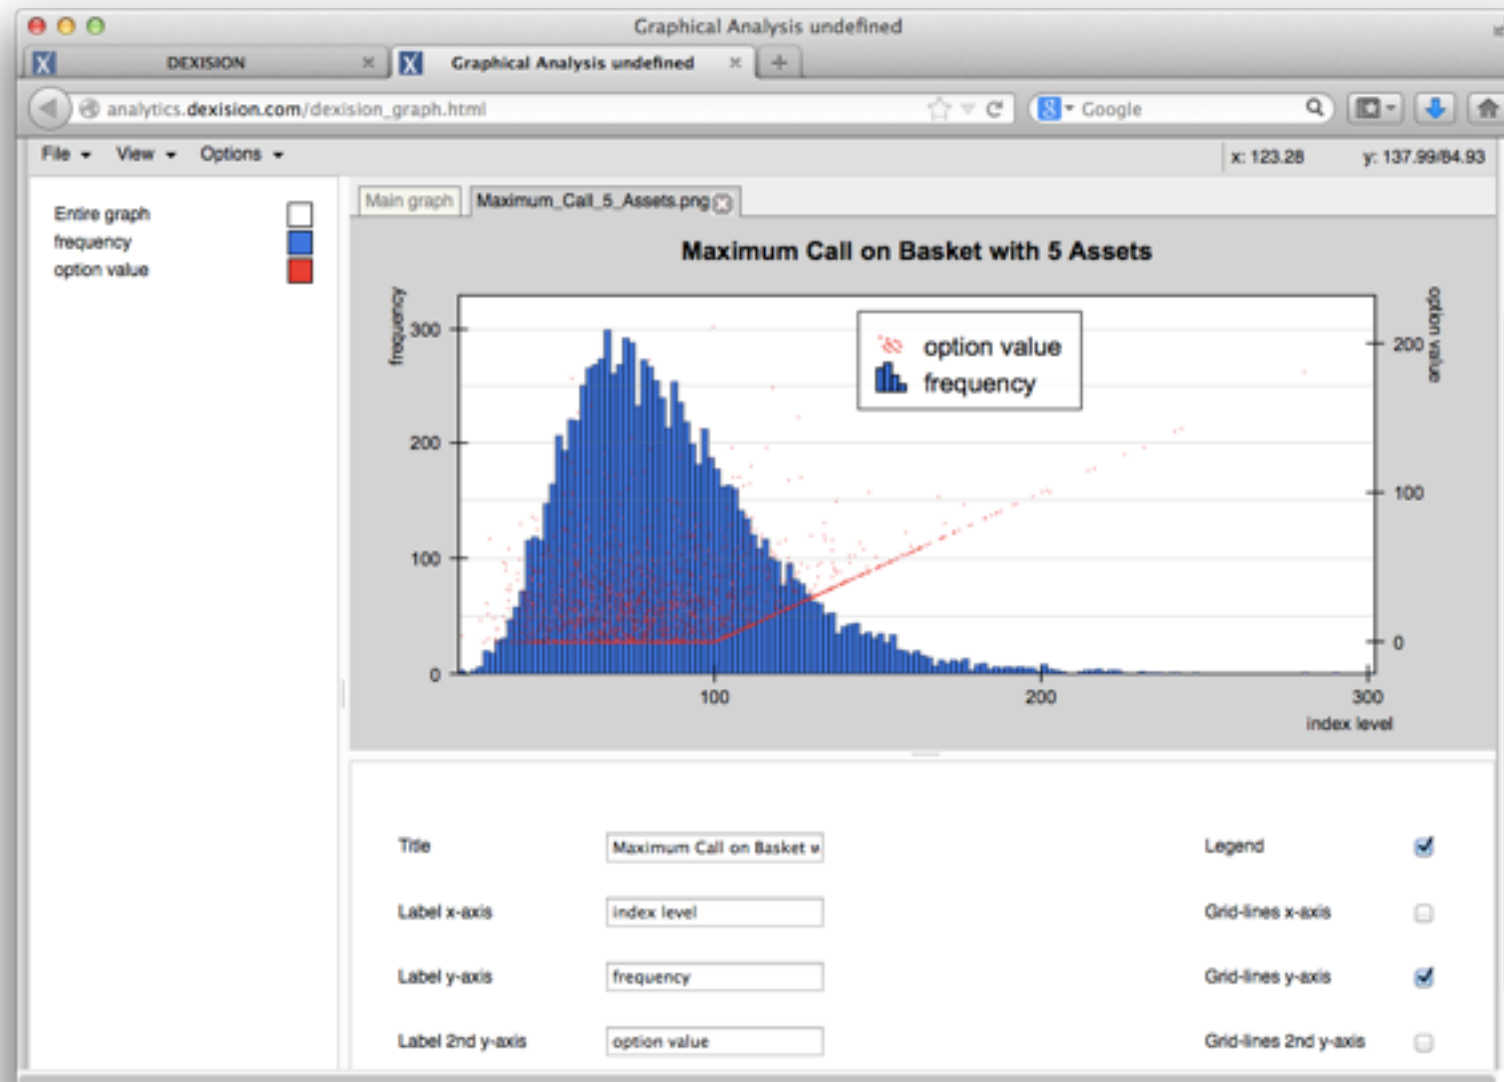 Graphical Analysis undefined
DEXISION
Graphical Analysis undefined
analytics.dexision.com/dexision_graph.html
Google
File View Options
x: 123.28 y: 137.99/84.93
Entire graph
frequency
option value
Main graph Maximum_Call_5_Assets.png
Maximum Call on Basket with 5 Assets
frequency
300
200
100
0
option value
frequency
option value
200
100
0
100 200 300
index level
Title Maximum Call on Basket w Legend
Label x-axis index level Grid-lines x-axis
Label y-axis frequency Grid-lines y-axis
Label 2nd y-axis option value Grid-lines 2nd y-axis